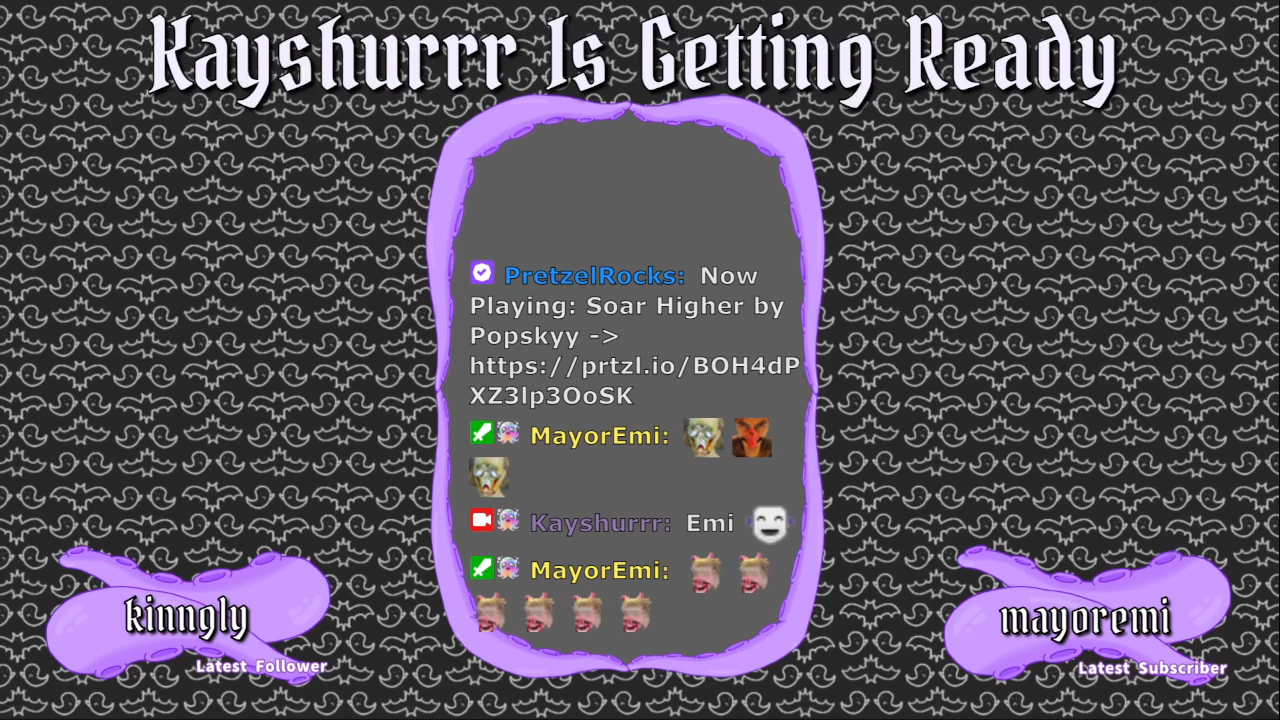 Kayshurrr Is Getting Ready
PretzelRocks: Now
Playing: Soar Higher by
Popskyy ->
https://prtzl.io/BOH4dP
XZ3lp3OoSK
MayorEmi:
Kayshurrr: Emi
MayorEmi:
kinngly
Latest Follower
mayoremi
Latest Subscriber